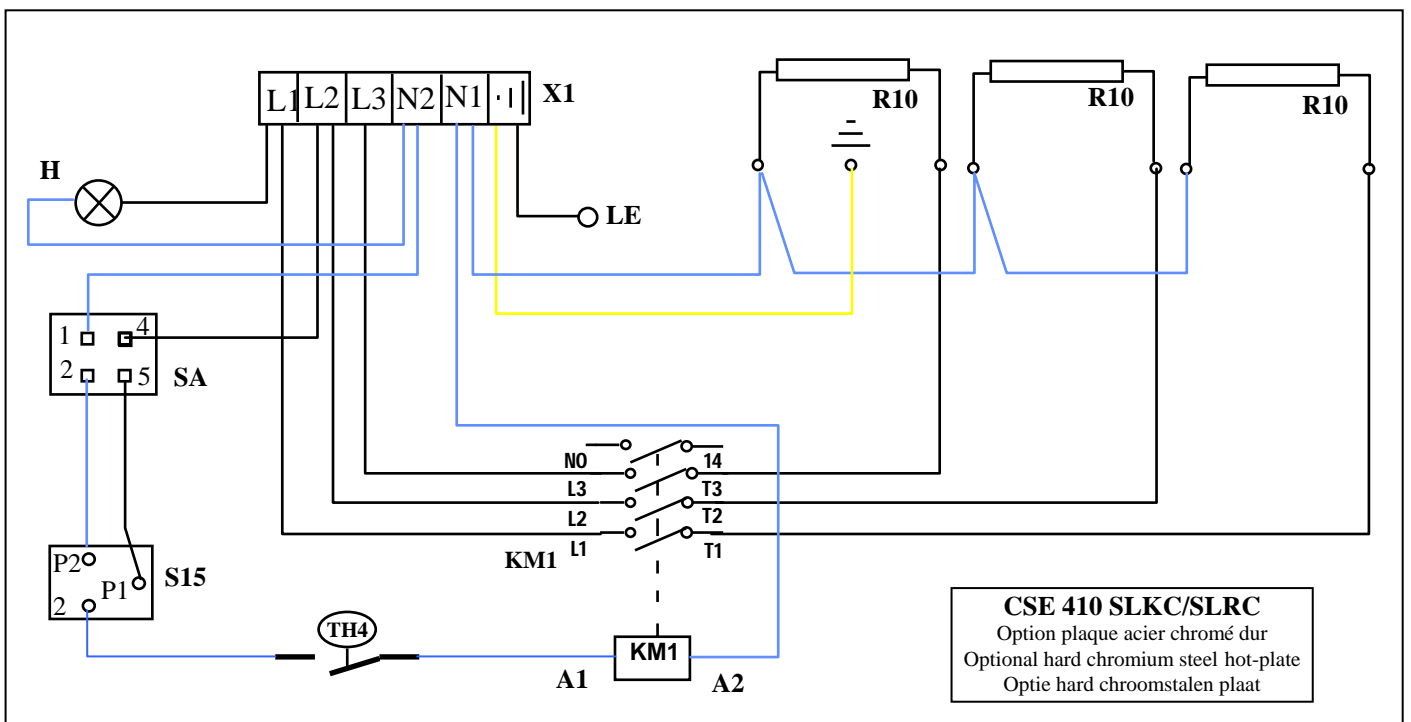 L1 L2 L3 N2 N1 X1
R10 R10 R10
H
LE
1 4
2 5 SA
NO 14
L3 T3
L2 T2
L1 T1
KM1
P2 P1 S15
2
TH4
KM1
A1 A2
CSE 410 SLKC/SLRC
Option plaque acier chromé dur
Optional hard chromium steel hot-plate
Optie hard chroomstalen plaat